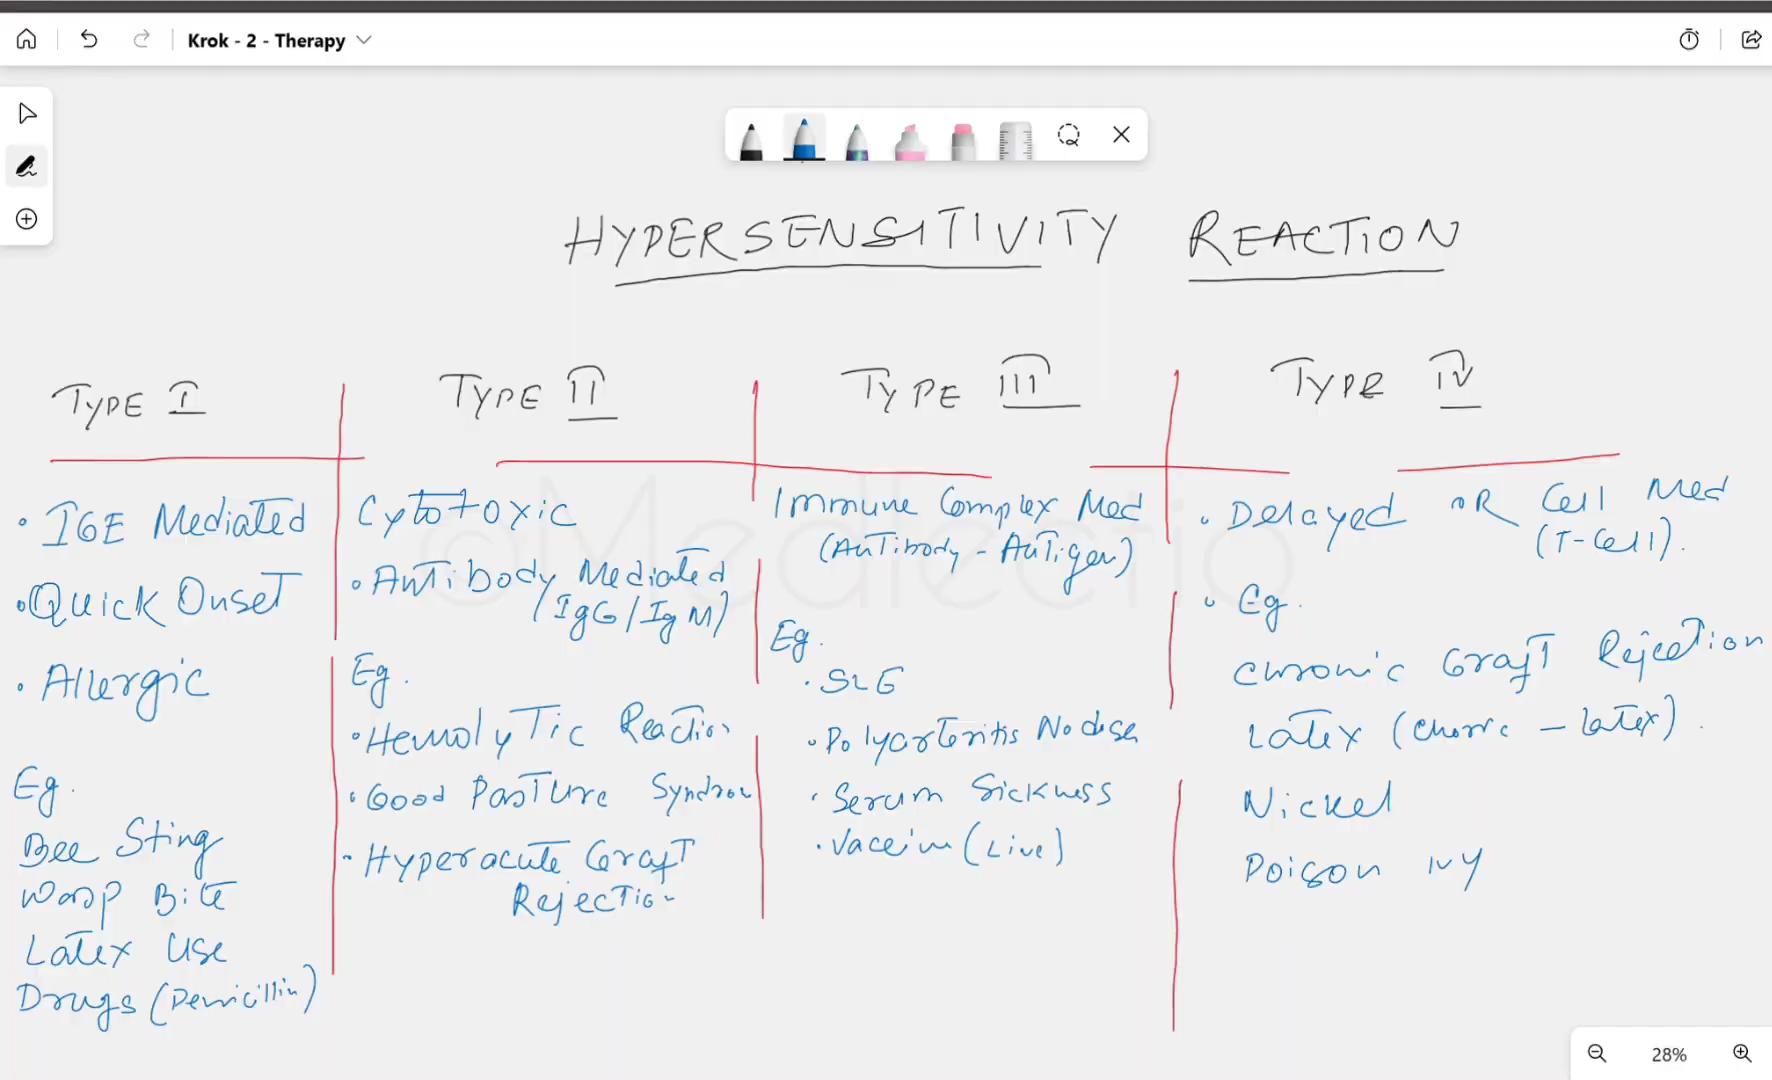 Krok - 2 - Therapy
HYPERSENSITIVITY REACTION
TYPE I
TYPE II
TYPE III
TYPE IV
• IGE Mediated
• Quick Onset
• Allergic
Eg.
Bee Sting
Wasp Bite
Latex Use
Drugs (Penicillin)
Cytotoxic
• Antibody Mediated
(IgG/IgM)
Eg.
• Hemolytic Reaction
• Good Pasture Syndrom
• Hyperacute Graft
Rejection
Immune Complex Med
(Antibody - Antigen)
Eg.
• SLE
• Polyarteritis Nodosa
• Serum Sickness
• Vaccine (Live)
• Delayed OR Cell Med
(T-Cell).
• Eg.
Chronic Graft Rejection
Latex ( - latex).
Nickel
Poison Ivy
©Medlectio
28%